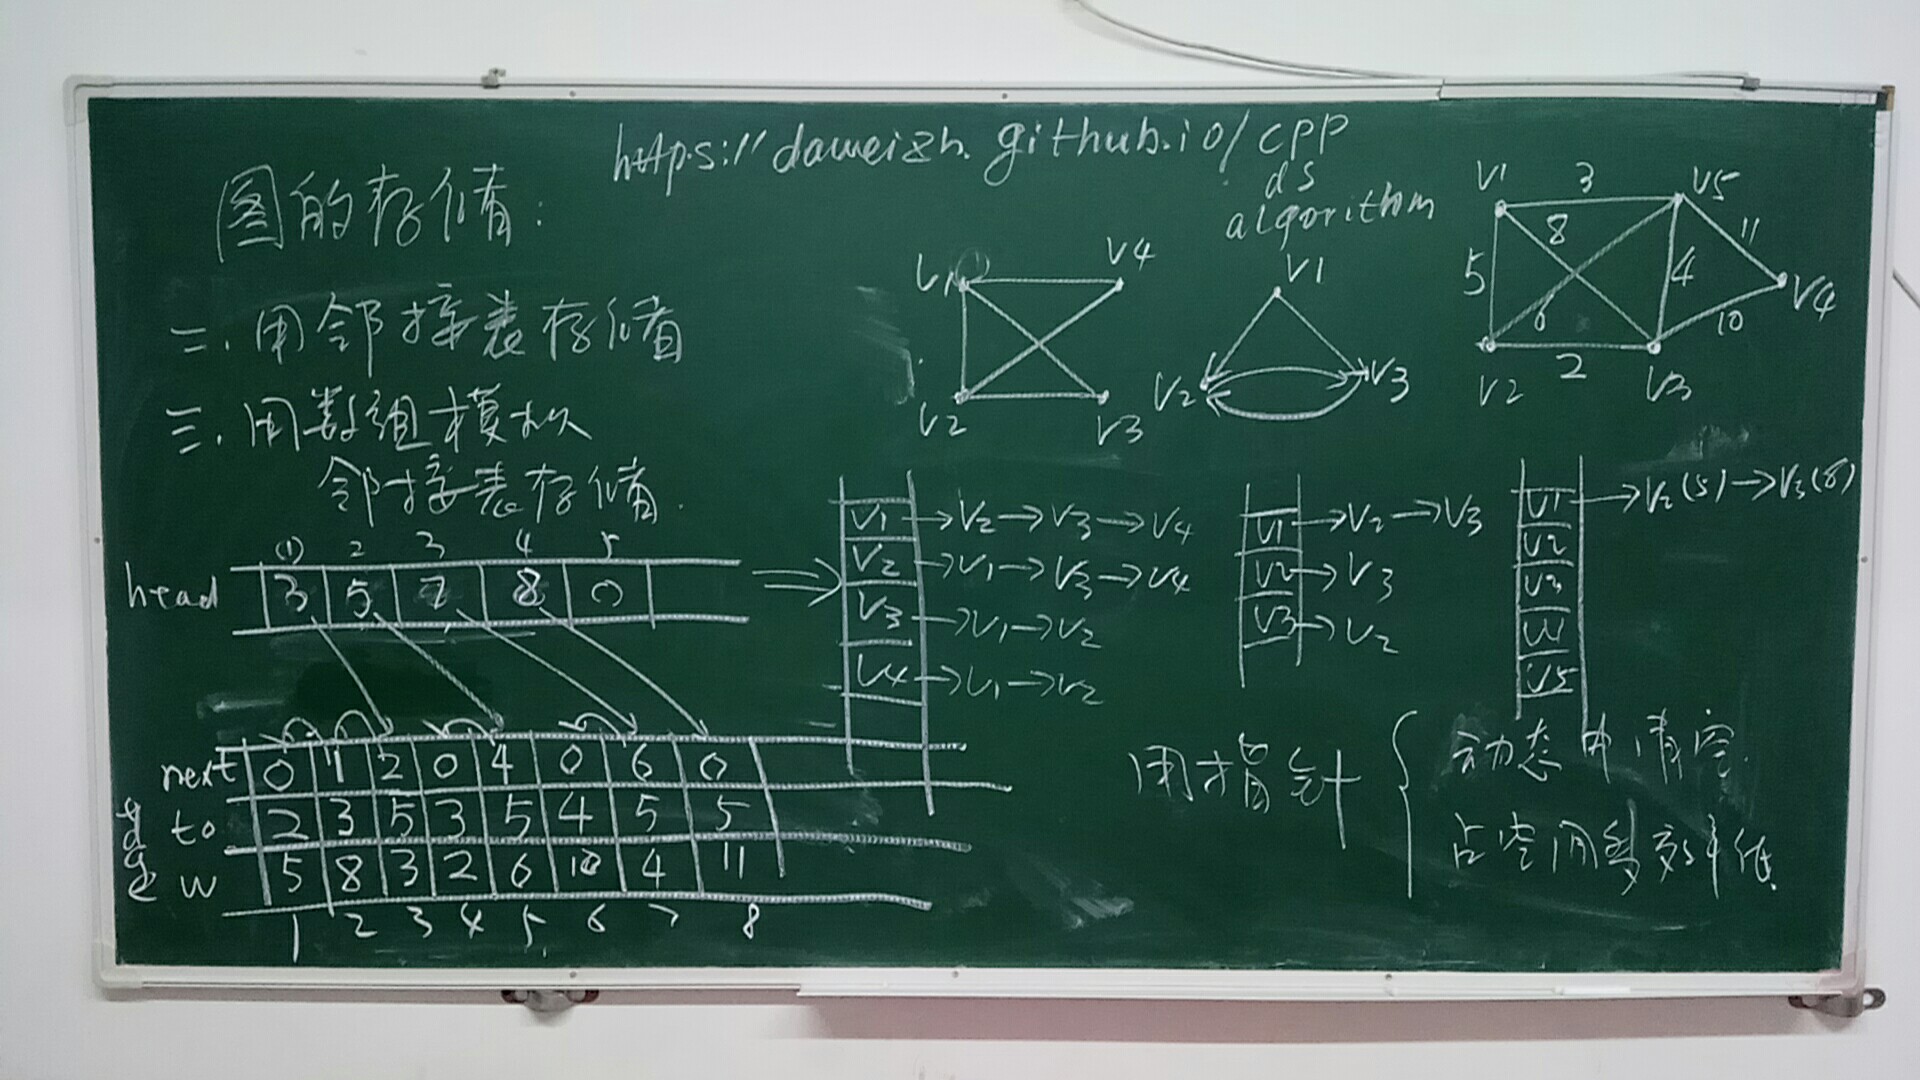 https://daweizh.github.io/cpp
ds
algorithm
图的存储:
二.用邻接表存储
三.用数组模拟
邻接表存储.
V1 V4
V2 V3
V1
V2 V3
V1 3 V5
8 11
5 4 V4
6 10
2
V2 V3
(1) 2 3 4 5
head 3 5 7 8 0
next 0 1 2 0 4 0 6 0
edge
to 2 3 5 3 5 4 5 5
w 5 8 3 2 6 10 4 11
1 2 3 4 5 6 7 8
V1→V2→V3→V4
V2→V1→V3→V4
V3→V1→V2
V4→V1→V2
V1→V2→V3
V2→V3
V3→V2
V1→V2(5)→V3(8)
V2
V3
V5
用指针
动态申请空
占空间多效率低